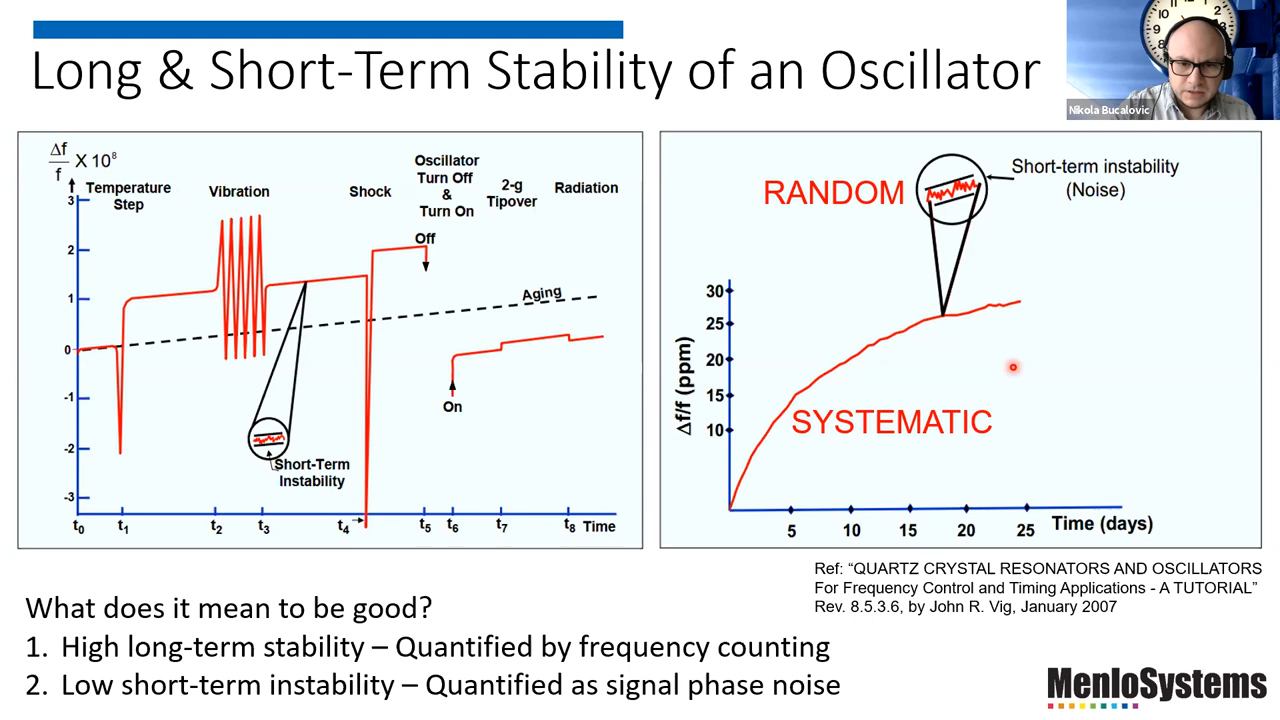 Long & Short-Term Stability of an Oscillator
10 12 2
9
8
Nikola Bucalovic
Δf
f
X 10⁸
Temperature
Step
Vibration
Shock
Oscillator
Turn Off
&
Turn On
2-g
Tipover
Radiation
Off
3
2
1
0
-1
-2
-3
Aging
On
Short-Term
Instability
t₀ t₁ t₂ t₃ t₄ t₅ t₆ t₇ t₈ Time
RANDOM
Short-term instability
(Noise)
Δf/f (ppm)
30
25
20
15
10
SYSTEMATIC
5 10 15 20 25 Time (days)
Ref: “QUARTZ CRYSTAL RESONATORS AND OSCILLATORS
For Frequency Control and Timing Applications - A TUTORIAL”
Rev. 8.5.3.6, by John R. Vig, January 2007
What does it mean to be good?
1. High long-term stability – Quantified by frequency counting
2. Low short-term instability – Quantified as signal phase noise
MenloSystems